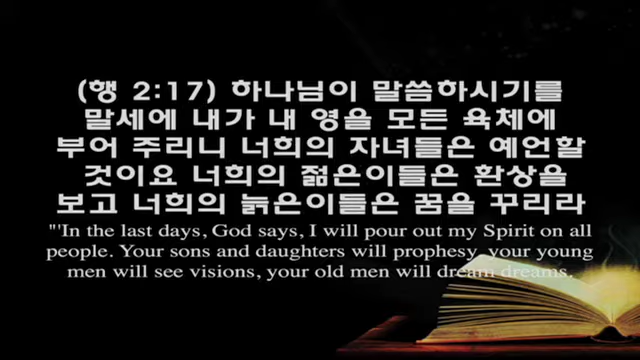 (행 2:17) 하나님이 말씀하시기를
말세에 내가 내 영을 모든 육체에
부어 주리니 너희의 자녀들은 예언할
것이요 너희의 젊은이들은 환상을
보고 너희의 늙은이들은 꿈을 꾸리라
"'In the last days, God says, I will pour out my Spirit on all
people. Your sons and daughters will prophesy, your young
men will see visions, your old men will dream dreams.